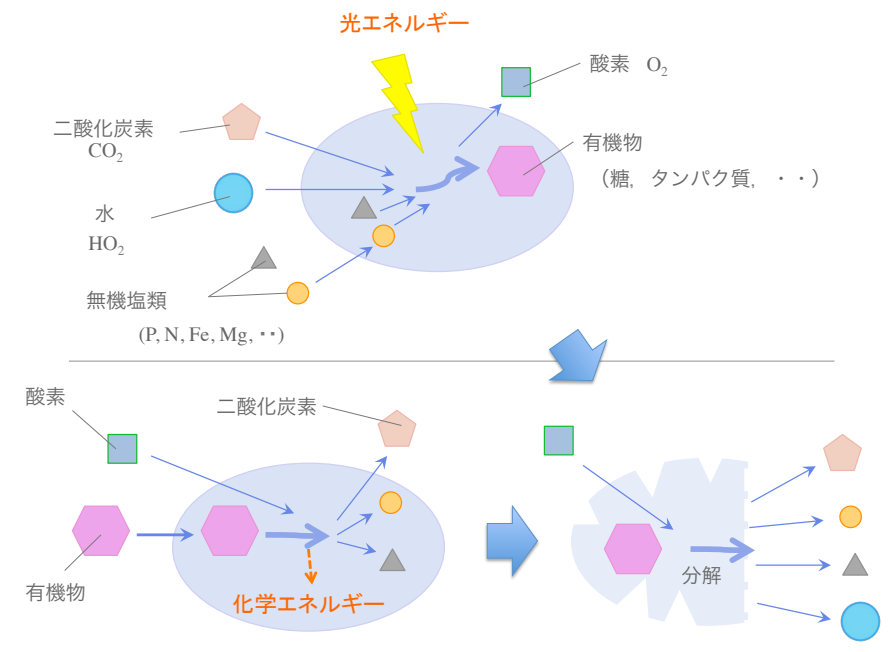 光エネルギー
酸素 O₂
二酸化炭素
CO₂
有機物
（糖, タンパク質, ・・）
水
HO₂
無機塩類
(P, N, Fe, Mg, ・・)
酸素
二酸化炭素
有機物
化学エネルギー
分解